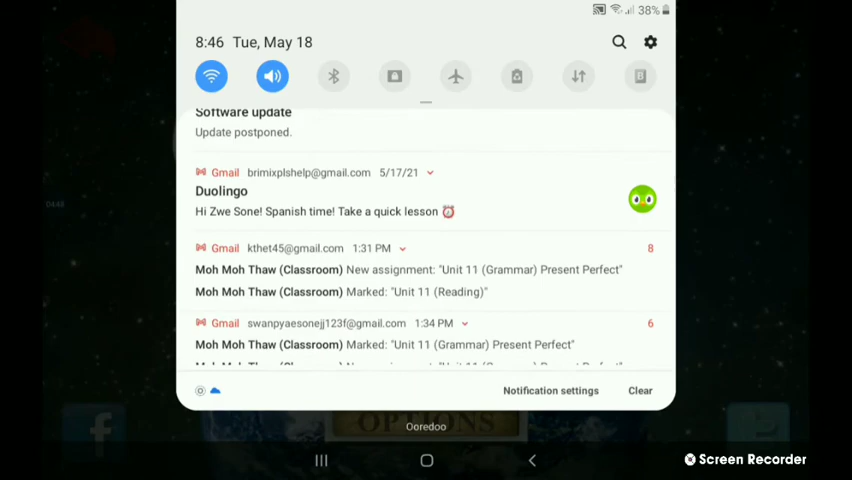 38%
8:46 Tue, May 18
Software update
Update postponed.
Gmail brimixplshelp@gmail.com 5/17/21
Duolingo
Hi Zwe Sone! Spanish time! Take a quick lesson ⏰
Gmail kthet45@gmail.com 1:31 PM 8
Moh Moh Thaw (Classroom) New assignment: "Unit 11 (Grammar) Present Perfect"
Moh Moh Thaw (Classroom) Marked: "Unit 11 (Reading)"
Gmail swanpyaesonejj123f@gmail.com 1:34 PM 6
Moh Moh Thaw (Classroom) Marked: "Unit 11 (Grammar) Present Perfect"
Notification settings Clear
OPTIONS
Ooredoo
Screen Recorder